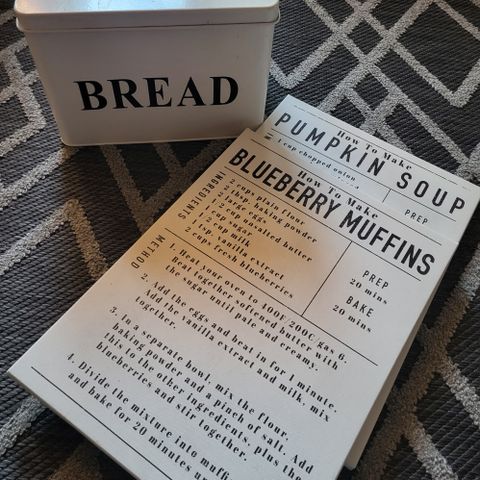 BREAD
How To Make
PUMPKIN SOUP
1 cup chopped onion
PREP
How To Make
BLUEBERRY MUFFINS
INGREDIENTS
2 cups plain flour
2 tbsp. baking powder
2 large eggs
1/2 cup unsalted butter
1/2 cup sugar
1/2 cup milk
1 tsp vanilla extract
2 cups fresh blueberries
PREP
20 mins
BAKE
20 mins
METHOD
1. Heat your oven to 400F/200C/gas 6.
Beat together softened butter with
the sugar until pale and creamy.
2. Add the eggs and beat in for 1 minute.
Add the vanilla extract and milk, mix
together.
3. In a separate bowl, mix the flour,
baking powder and a pinch of salt. Add
this to the other ingredients, plus the
blueberries and stir together.
4. Divide the mixture into
and bake for 20 minutes